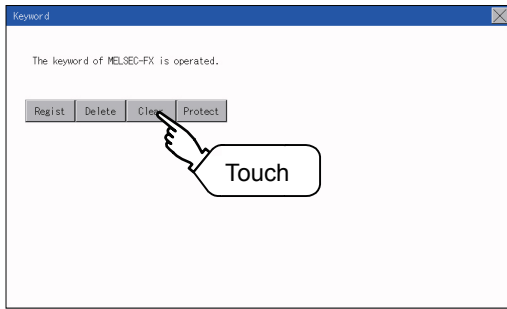 Keyword
The keyword of MELSEC-FX is operated.
Regist Delete Clear Protect
Touch